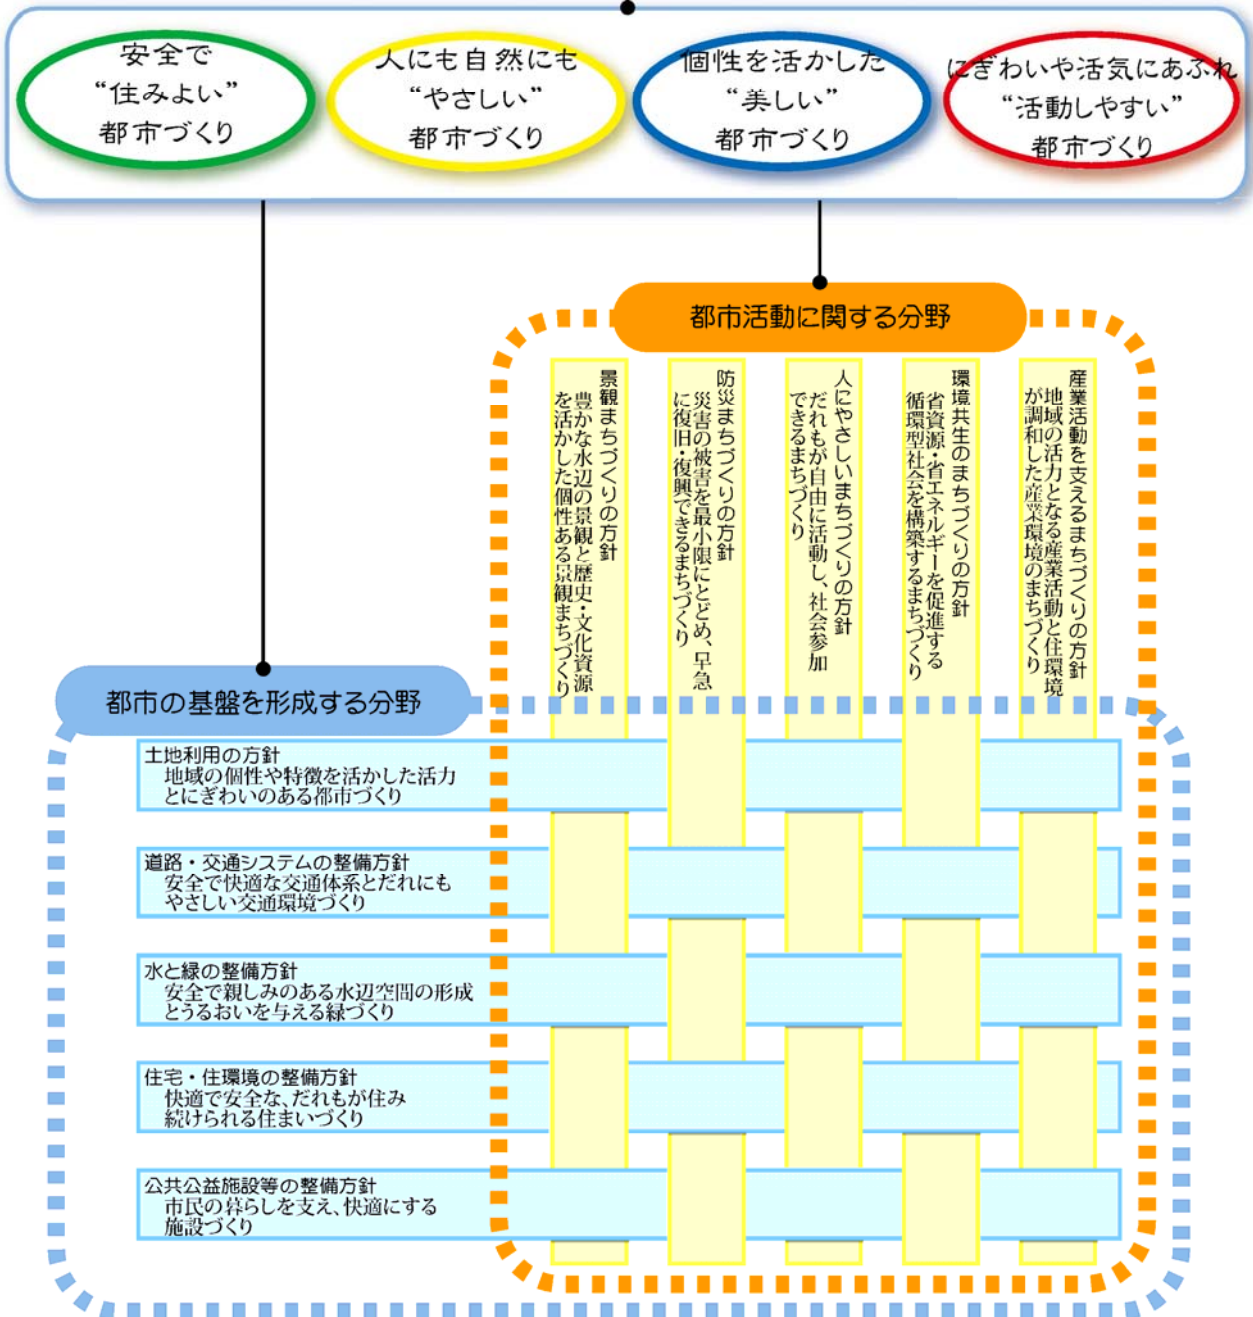 安全で
“住みよい”
都市づくり
人にも自然にも
“やさしい”
都市づくり
個性を活かした
“美しい”
都市づくり
にぎわいや活気にあふれ
“活動しやすい”
都市づくり
都市活動に関する分野
産業活動を支えるまちづくりの方針
地域の活力となる産業活動と住環境
が調和した産業環境のまちづくり
環境共生のまちづくりの方針
省資源・省エネルギーを促進する
循環型社会を構築するまちづくり
人にやさしいまちづくりの方針
だれもが自由に活動し、社会参加
できるまちづくり
防災まちづくりの方針
災害の被害を最小限にとどめ、早急
に復旧・復興できるまちづくり
景観まちづくりの方針
豊かな水辺の景観と歴史・文化資源
を活かした個性ある景観まちづくり
都市の基盤を形成する分野
土地利用の方針
地域の個性や特徴を活かした活力
とにぎわいのある都市づくり
道路・交通システムの整備方針
安全で快適な交通体系とだれにも
やさしい交通環境づくり
水と緑の整備方針
安全で親しみのある水辺空間の形成
とうるおいを与える緑づくり
住宅・住環境の整備方針
快適で安全な、だれもが住み
続けられる住まいづくり
公共公益施設等の整備方針
市民の暮らしを支え、快適にする
施設づくり